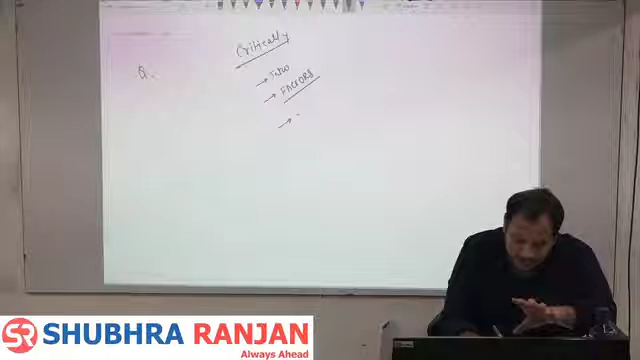 Critically
Q.
→ Intro
→ FACTORS
→
SR SHUBHRA RANJAN
Always Ahead